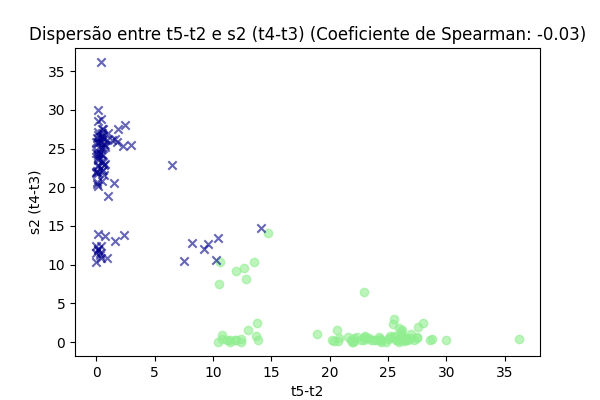 Dispersão entre t5-t2 e s2 (t4-t3) (Coeficiente de Spearman: -0.03)
35
30
25
20
15
10
5
0
s2 (t4-t3)
0 5 10 15 20 25 30 35
t5-t2